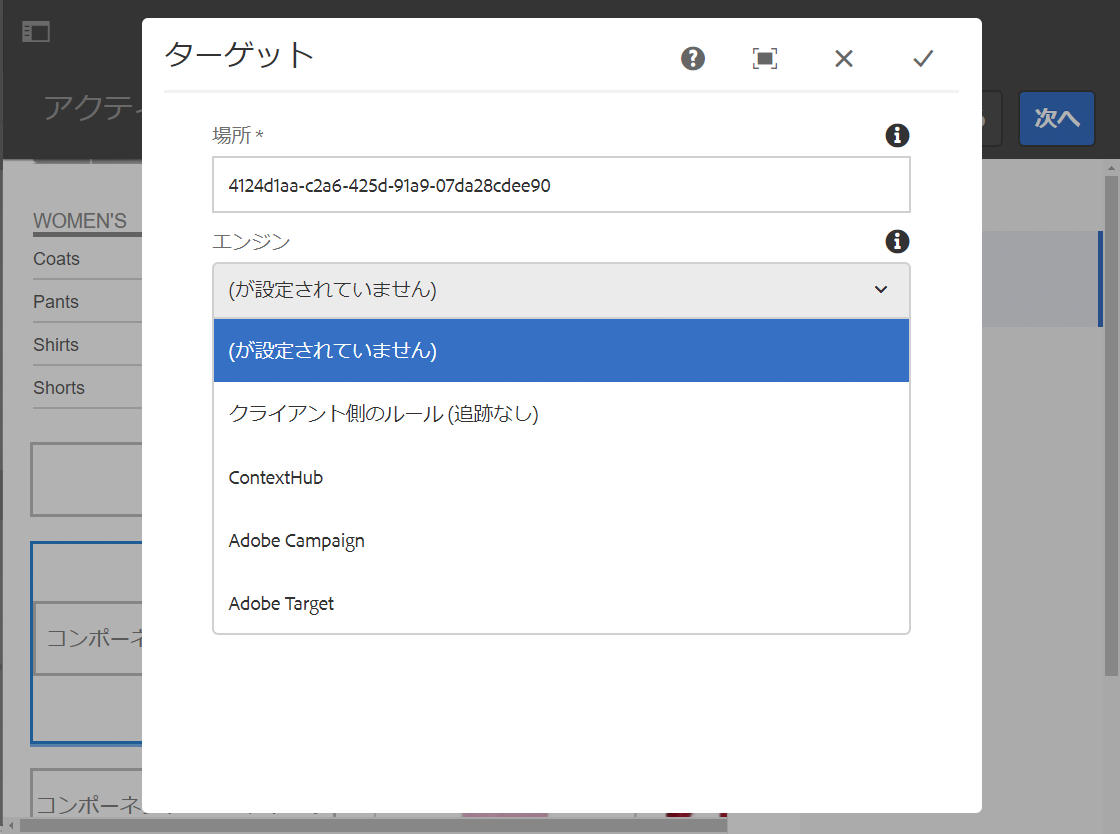 ターゲット
アクティ
次へ
場所 *
4124d1aa-c2a6-425d-91a9-07da28cdee90
エンジン
(が設定されていません)
(が設定されていません)
クライアント側のルール (追跡なし)
ContextHub
Adobe Campaign
Adobe Target
WOMEN'S
Coats
Pants
Shirts
Shorts
コンポーネ
コンポーネ